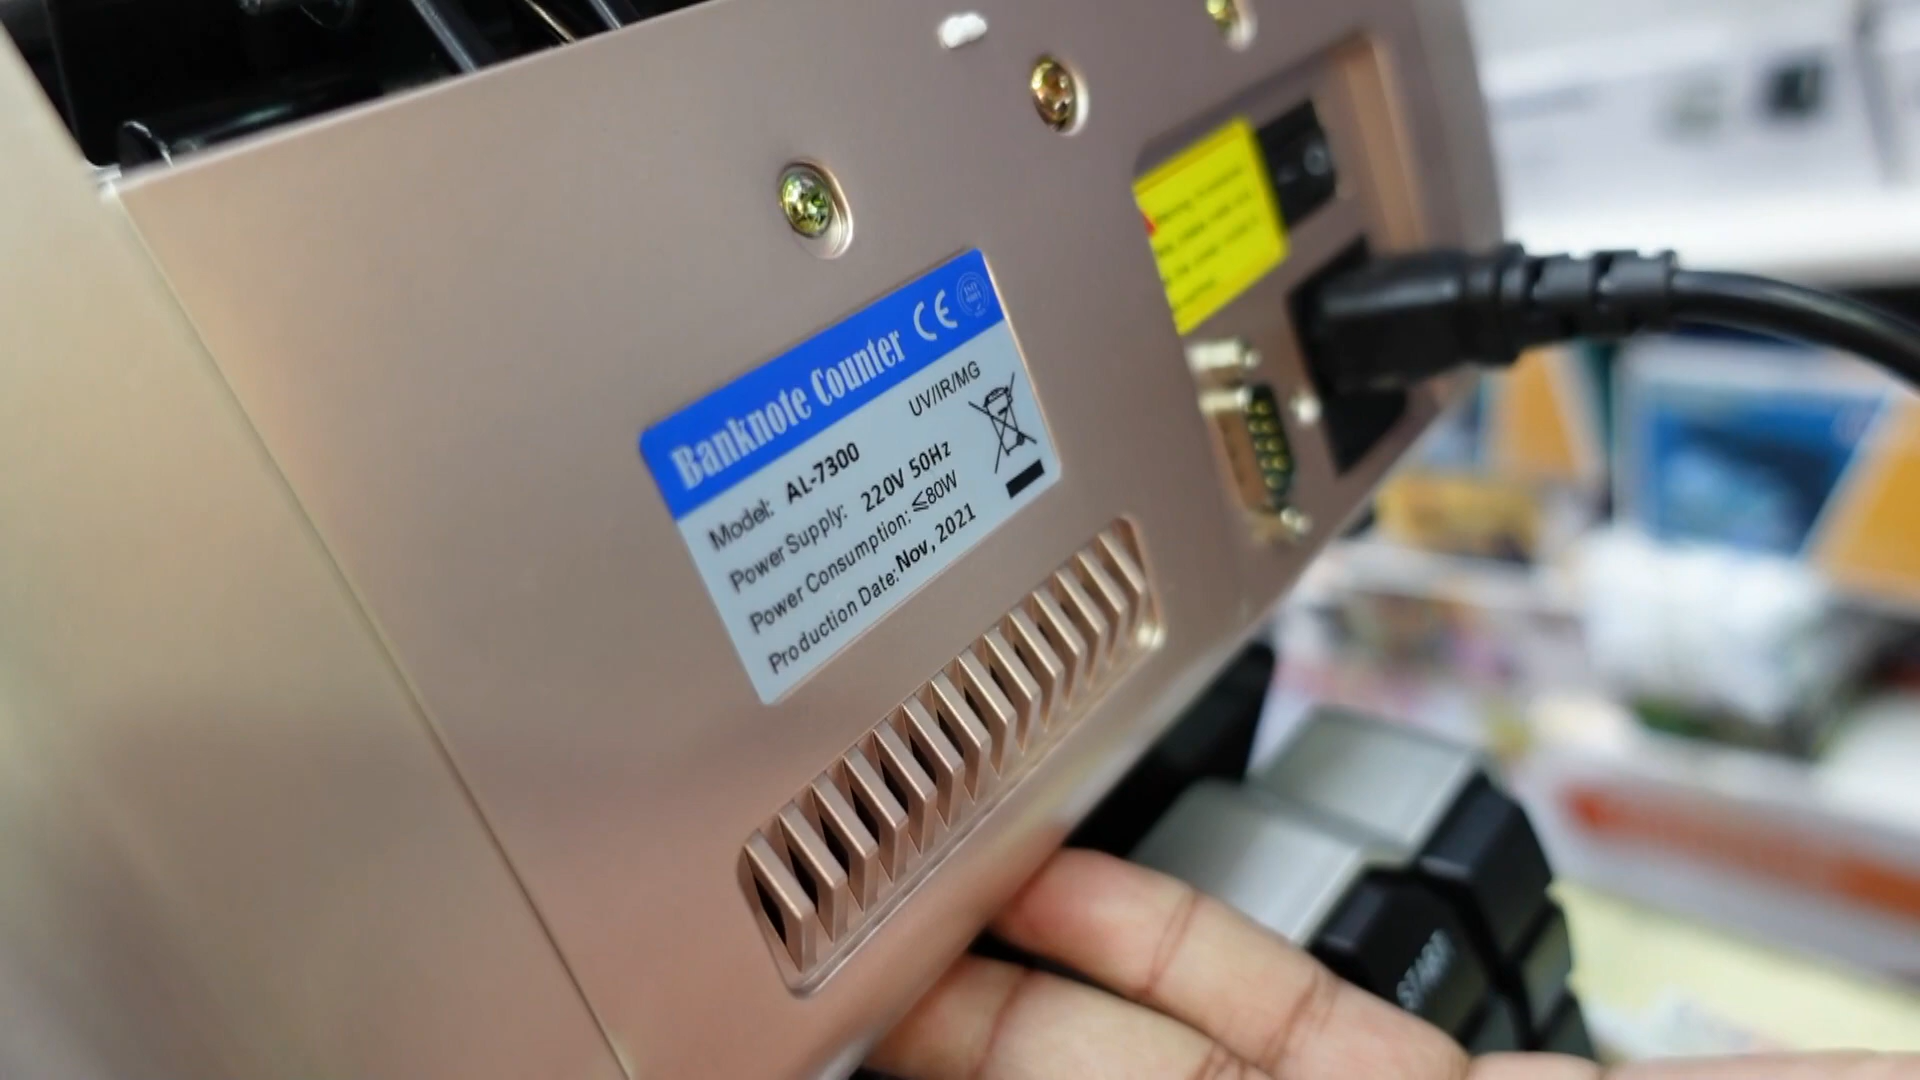 Banknote Counter CE
UV/IR/MG
Model: AL-7300
Power Supply: 220V 50Hz
Power Consumption: ≤80W
Production Date: Nov, 2021
START